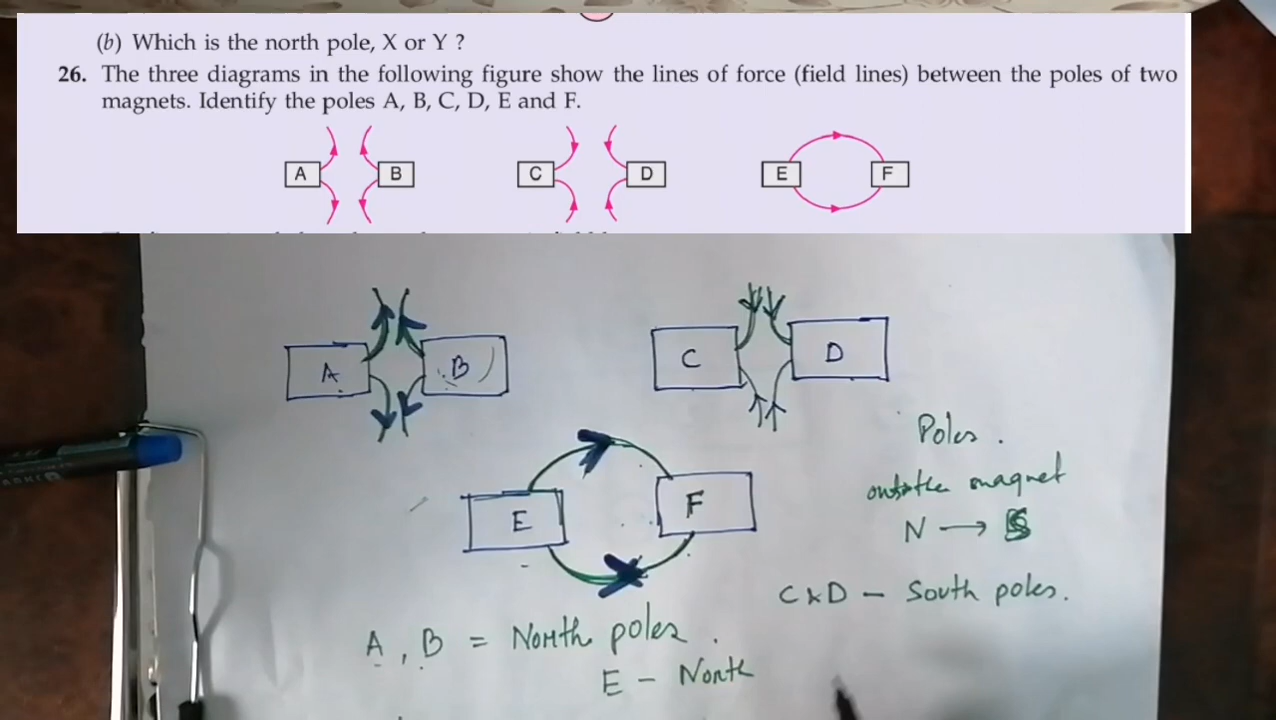 (b) Which is the north pole, X or Y ?
26. The three diagrams in the following figure show the lines of force (field lines) between the poles of two
magnets. Identify the poles A, B, C, D, E and F.
A B C D E F
A B C D
Poles .
outside the magnet
E F
N → S
C & D – South poles.
A , B = North poles .
E – North